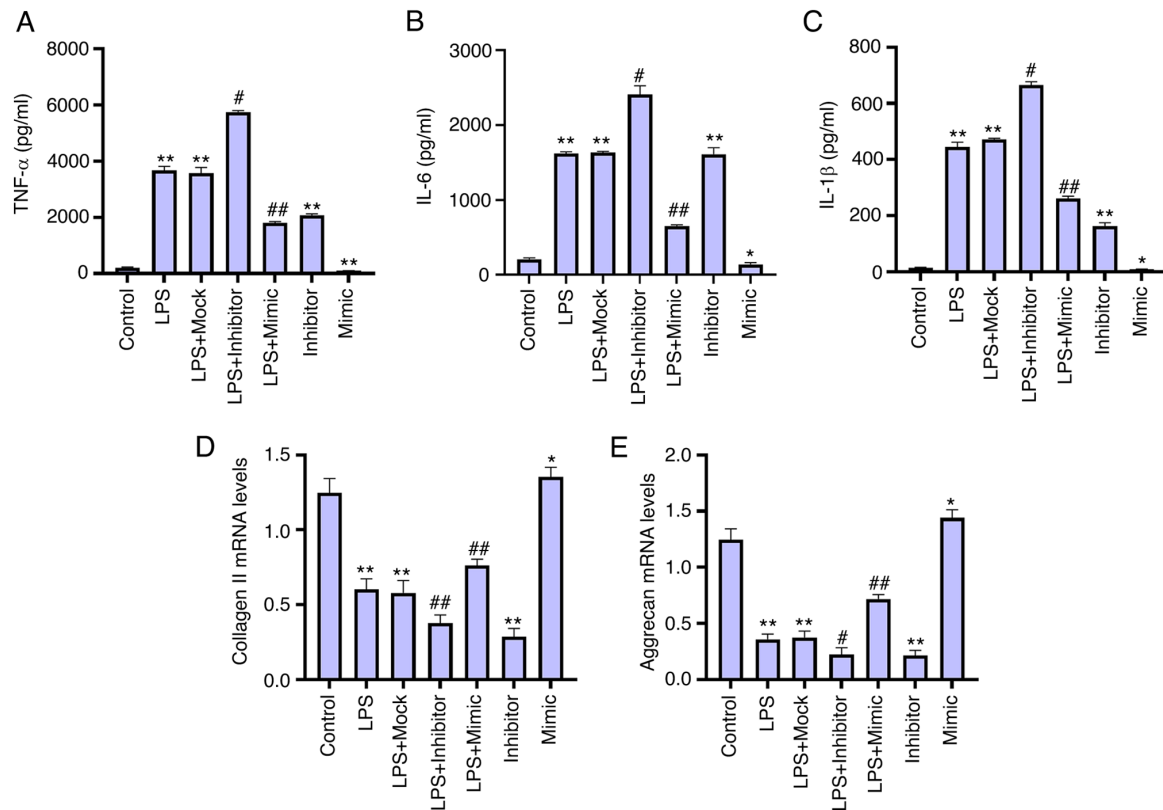 A
TNF-α (pg/ml)
8000
6000
4000
2000
0
**
**
#
##
**
**
Control
LPS
LPS+Mock
LPS+Inhibitor
LPS+Mimic
Inhibitor
Mimic
B
IL-6 (pg/ml)
3000
2000
1000
0
**
**
#
##
**
*
Control
LPS
LPS+Mock
LPS+Inhibitor
LPS+Mimic
Inhibitor
Mimic
C
IL-1β (pg/ml)
800
600
400
200
0
**
**
#
##
**
*
Control
LPS
LPS+Mock
LPS+Inhibitor
LPS+Mimic
Inhibitor
Mimic
D
Collagen II mRNA levels
1.5
1.0
0.5
0.0
**
**
##
##
**
*
Control
LPS
LPS+Mock
LPS+Inhibitor
LPS+Mimic
Inhibitor
Mimic
E
Aggrecan mRNA levels
2.0
1.5
1.0
0.5
0.0
**
**
#
##
**
*
Control
LPS
LPS+Mock
LPS+Inhibitor
LPS+Mimic
Inhibitor
Mimic